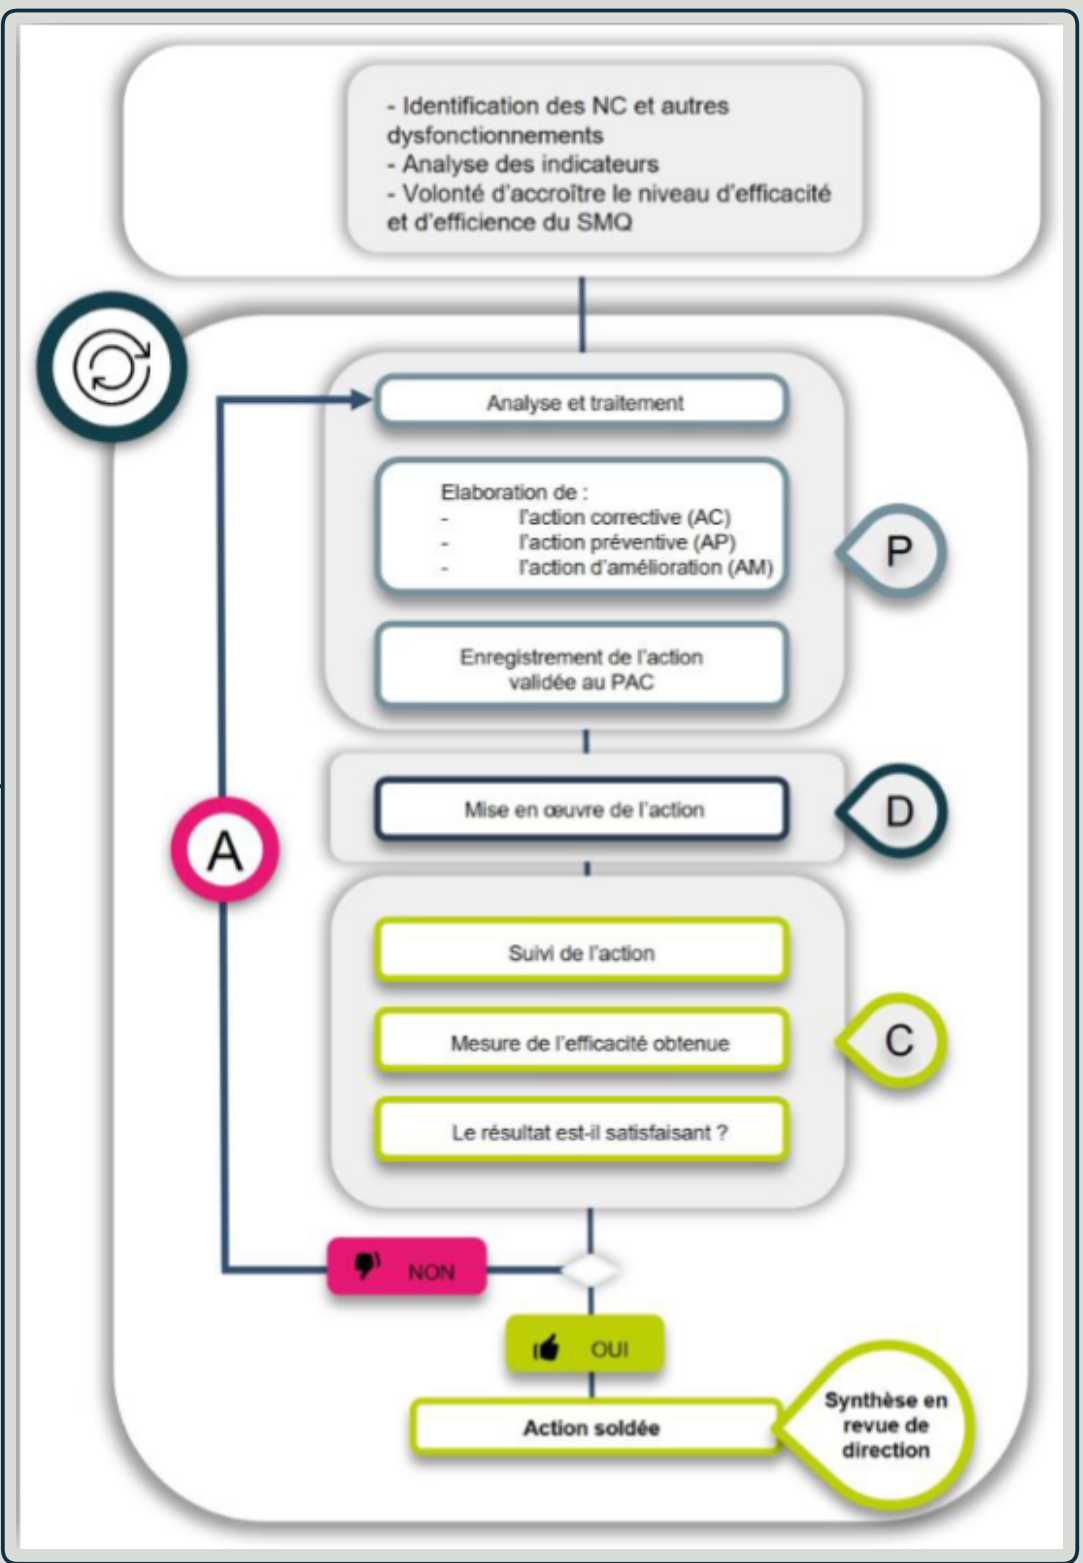 - Identification des NC et autres
dysfonctionnements
- Analyse des indicateurs
- Volonté d'accroître le niveau d'efficacité
et d'efficience du SMQ
Analyse et traitement
Elaboration de :
- l'action corrective (AC)
- l'action préventive (AP)
- l'action d'amélioration (AM)
P
Enregistrement de l'action
validée au PAC
Mise en œuvre de l'action
D
A
Suivi de l'action
Mesure de l'efficacité obtenue
C
Le résultat est-il satisfaisant ?
NON
OUI
Action soldée
Synthèse en
revue de
direction